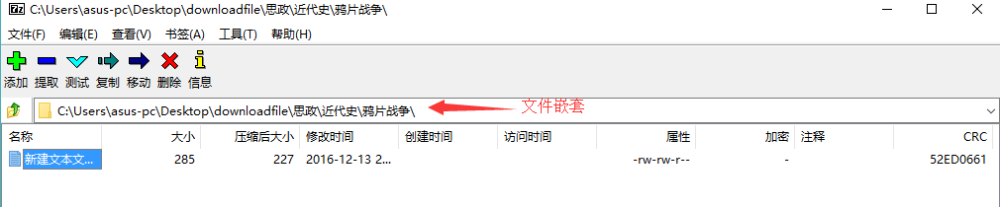 C:\Users\asus-pc\Desktop\downloadfile\思政\近代史\鸦片战争\
文件(F) 编辑(E) 查看(V) 书签(A) 工具(T) 帮助(H)
添加 提取 测试 复制 移动 删除 信息
C:\Users\asus-pc\Desktop\downloadfile\思政\近代史\鸦片战争\ 文件嵌套
名称 大小 压缩后大小 修改时间 创建时间 访问时间 属性 加密 注释 CRC
新建文本文... 285 227 2016-12-13 2... -rw-rw-r-- - 52ED0661